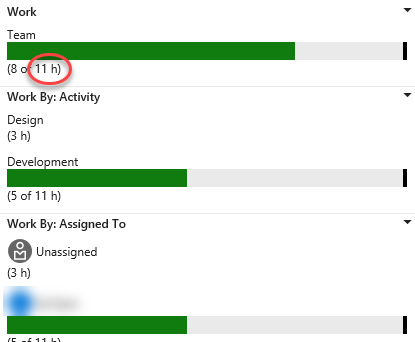 Work
Team
(8 of 11 h)
Work By: Activity
Design
(3 h)
Development
(5 of 11 h)
Work By: Assigned To
Unassigned
(3 h)
(5 of 11 h)